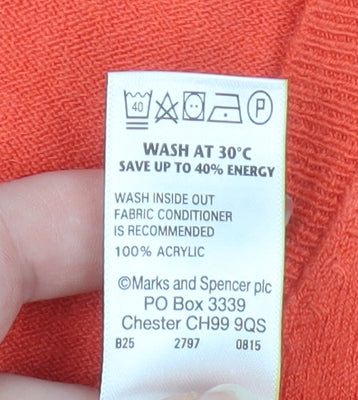 40 P
WASH AT 30°C
SAVE UP TO 40% ENERGY
WASH INSIDE OUT
FABRIC CONDITIONER
IS RECOMMENDED
100% ACRYLIC
©Marks and Spencer plc
PO Box 3339
Chester CH99 9QS
B25 2797 0815